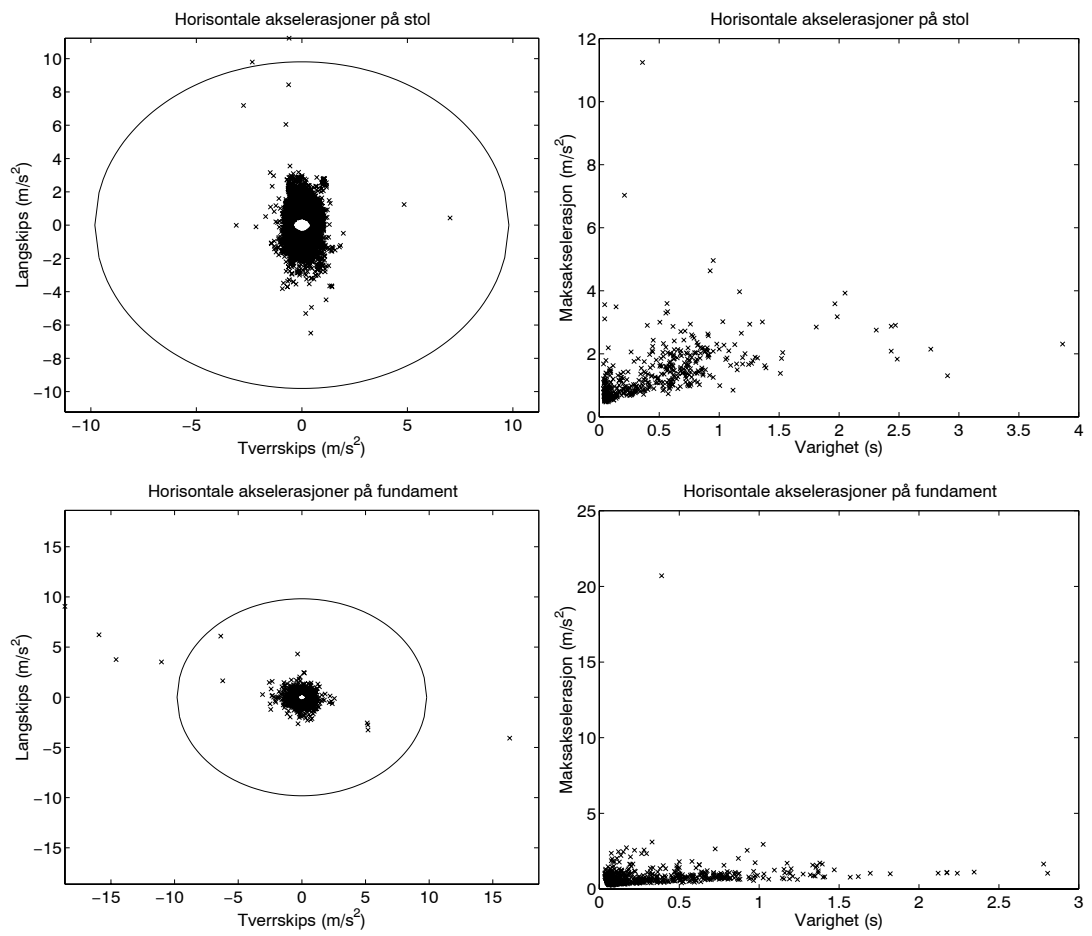 Horisontale akselerasjoner på stol
Langskips (m/s²)
10
8
6
4
2
0
−2
−4
−6
−8
−10
−10 −5 0 5 10
Tverrskips (m/s²)
Horisontale akselerasjoner på stol
Maksakselerasjon (m/s²)
12
10
8
6
4
2
0
0 0.5 1 1.5 2 2.5 3 3.5 4
Varighet (s)
Horisontale akselerasjoner på fundament
Langskips (m/s²)
15
10
5
0
−5
−10
−15
−15 −10 −5 0 5 10 15
Tverrskips (m/s²)
Horisontale akselerasjoner på fundament
Maksakselerasjon (m/s²)
25
20
15
10
5
0
0 0.5 1 1.5 2 2.5 3
Varighet (s)